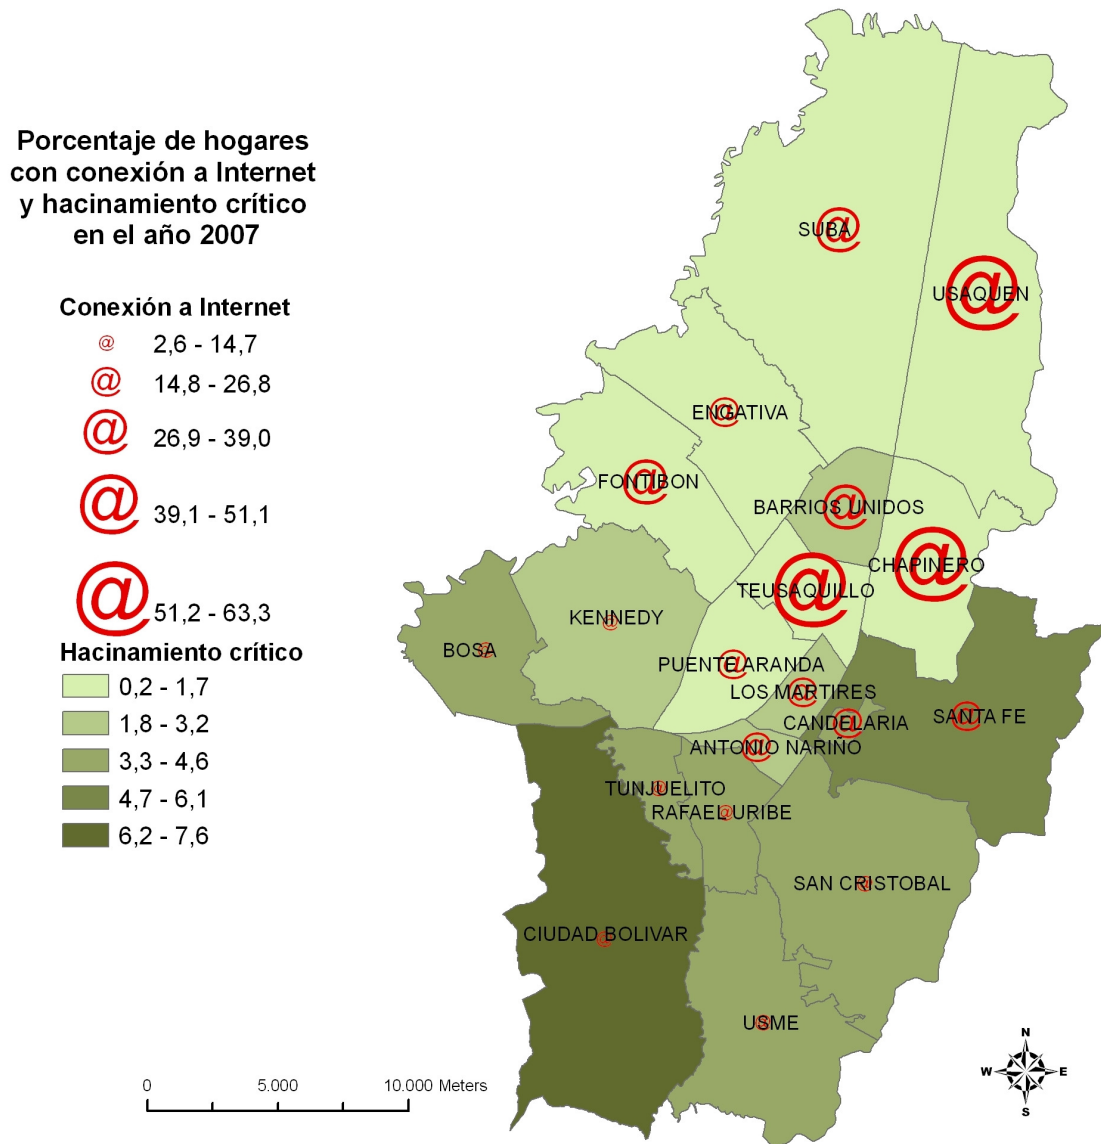 Porcentaje de hogares
con conexión a Internet
y hacinamiento crítico
en el año 2007
Conexión a Internet
@ 2,6 - 14,7
@ 14,8 - 26,8
@ 26,9 - 39,0
@ 39,1 - 51,1
@ 51,2 - 63,3
Hacinamiento crítico
0,2 - 1,7
1,8 - 3,2
3,3 - 4,6
4,7 - 6,1
6,2 - 7,6
SUBA @
USAQUEN @
ENGATIVA @
FONTIBON @
BARRIOS UNIDOS @
CHAPINERO @
TEUSAQUILLO @
KENNEDY @
BOSA @
PUENTE ARANDA @
LOS MARTIRES @
CANDELARIA @
SANTA FE @
ANTONIO NARIÑO @
TUNJUELITO @
RAFAEL URIBE @
SAN CRISTOBAL @
CIUDAD BOLIVAR @
USME @
0 5.000 10.000 Meters
N
W E
S